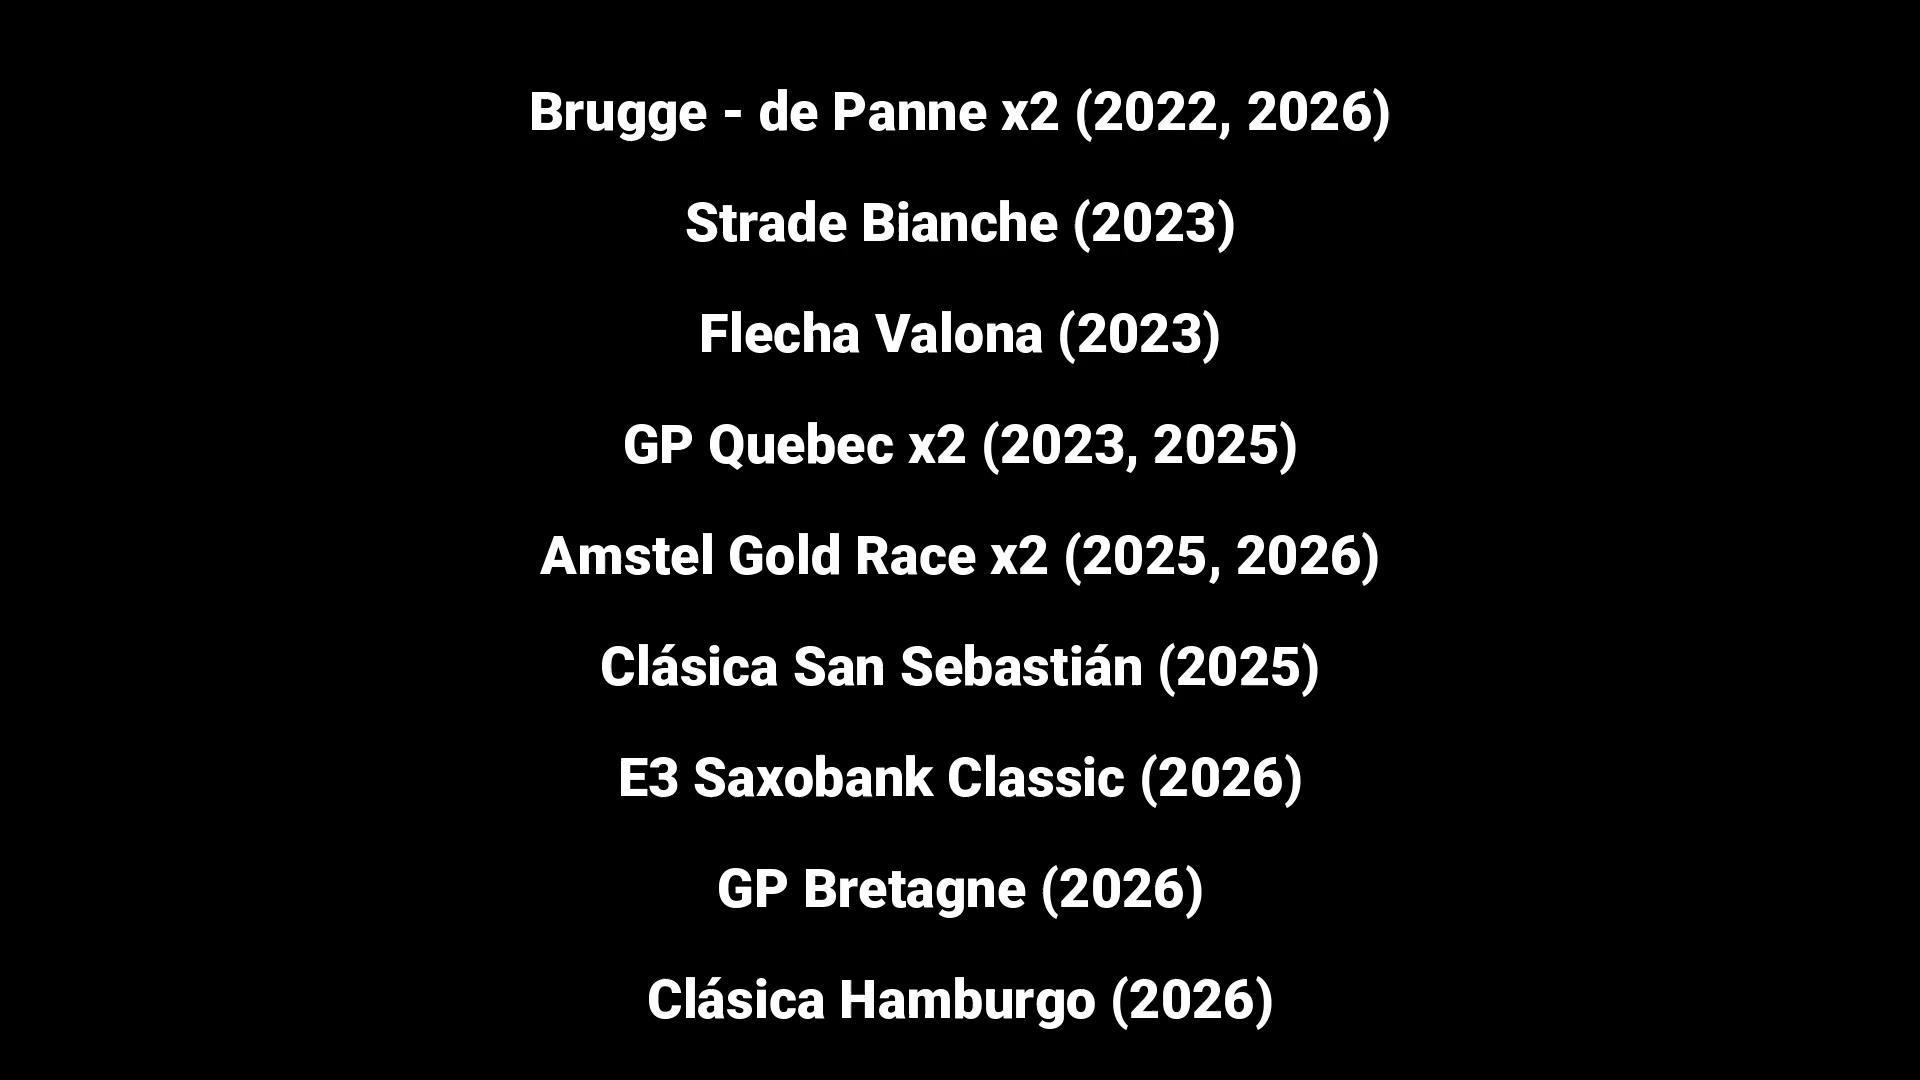 Brugge - de Panne x2 (2022, 2026)
Strade Bianche (2023)
Flecha Valona (2023)
GP Quebec x2 (2023, 2025)
Amstel Gold Race x2 (2025, 2026)
Clásica San Sebastián (2025)
E3 Saxobank Classic (2026)
GP Bretagne (2026)
Clásica Hamburgo (2026)